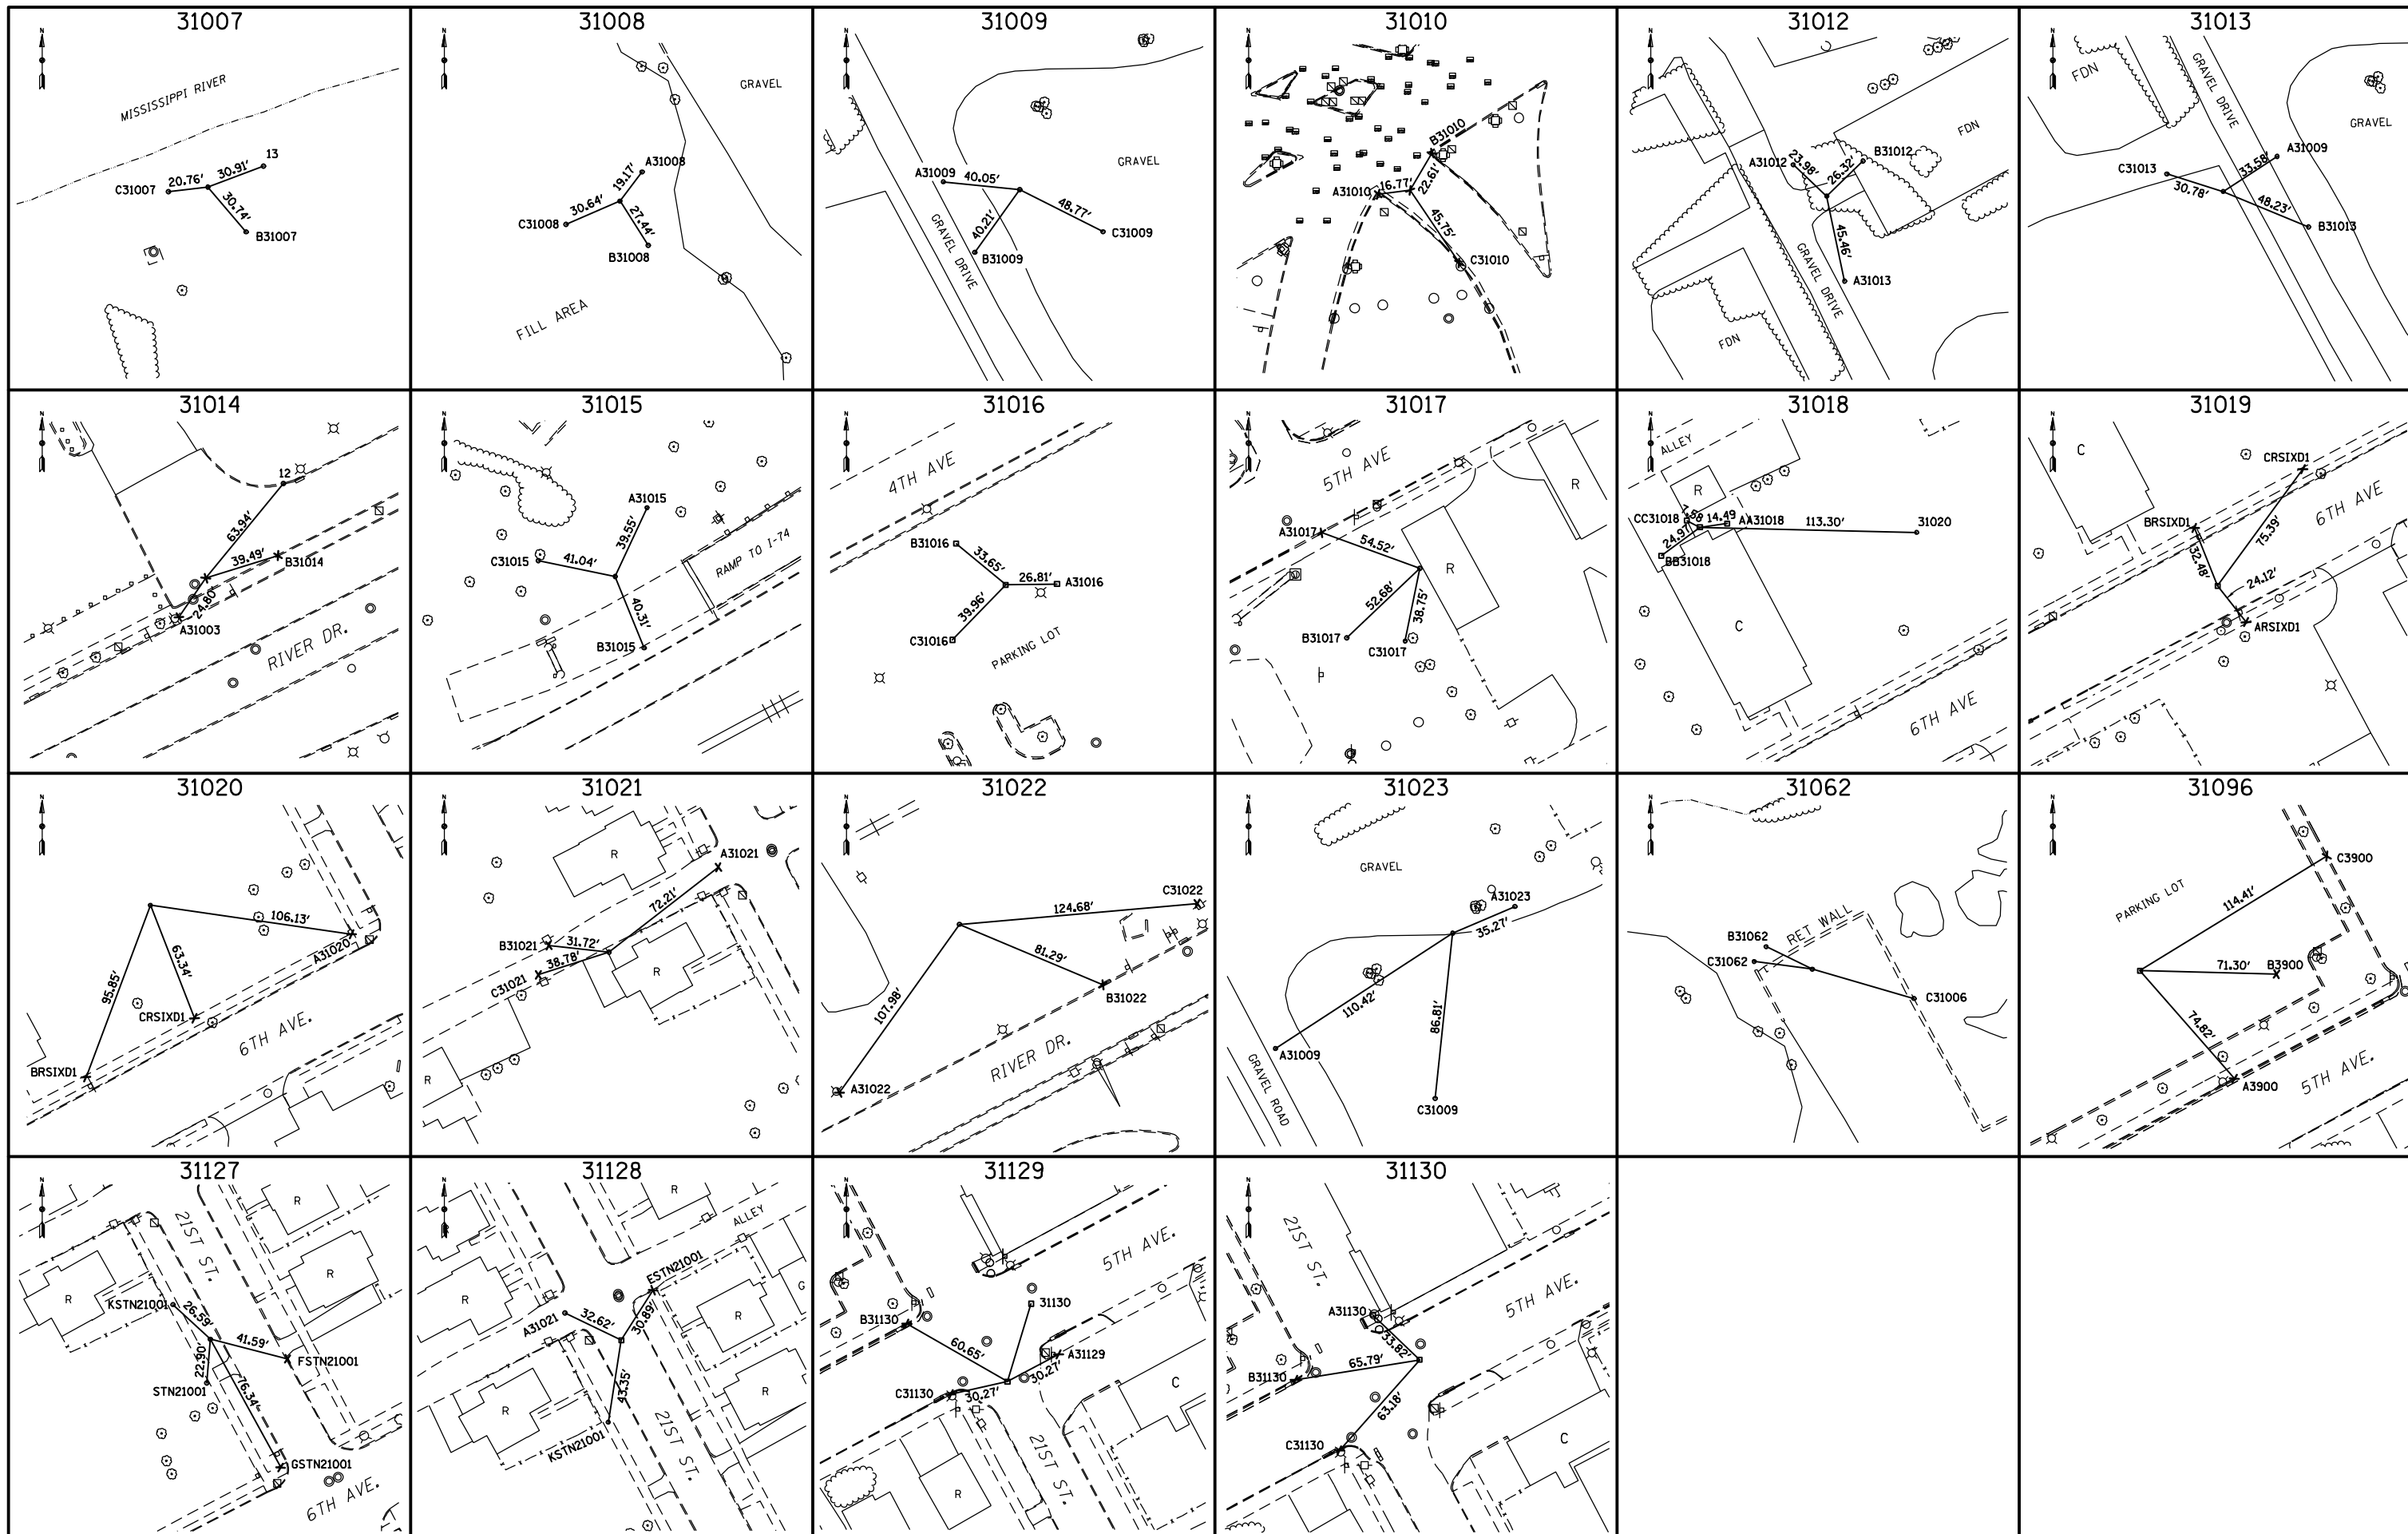 31007
N
MISSISSIPPI RIVER
13
20.76'
30.91'
C31007
30.74'
B31007
31008
N
GRAVEL
A31008
19.17'
30.64'
C31008
27.44'
B31008
FILL AREA
31009
N
GRAVEL
A31009
40.05'
40.21'
48.77'
C31009
B31009
GRAVEL DRIVE
31010
N
B31010
22.61'
A31010
16.77'
45.75'
C31010
31012
N
FDN
A31012
23.98'
B31012
26.32'
45.46'
A31013
GRAVEL DRIVE
FDN
31013
N
FDN
GRAVEL DRIVE
GRAVEL
A31009
33.58'
C31013
30.78'
48.23'
B31013
31014
N
12
63.94'
39.49'
B31014
24.80'
A31003
RIVER DR.
31015
N
A31015
39.55'
C31015
41.04'
RAMP TO I-74
40.31'
B31015
31016
N
4TH AVE
B31016
33.65'
26.81'
A31016
39.96'
C31016
PARKING LOT
31017
N
5TH AVE
R
A31017
54.52'
R
52.68'
38.75'
B31017
C31017
31018
N
ALLEY
R
CC31018
7.58
14.49
AA31018
113.30'
31020
24.97'
BB31018
C
6TH AVE
31019
N
C
CRSIXD1
6TH AVE
BRSIXD1
75.39'
32.48'
24.12'
ARSIXD1
31020
N
106.13'
63.34'
A31020
95.85'
CRSIXD1
6TH AVE.
BRSIXD1
31021
N
R
A31021
72.21'
B31021
31.72'
38.78'
C31021
R
R
31022
N
C31022
124.68'
81.29'
B31022
107.98'
RIVER DR.
A31022
31023
N
GRAVEL
A31023
35.27'
110.42'
86.81'
A31009
GRAVEL ROAD
C31009
31062
N
RET WALL
B31062
C31062
C31006
31096
N
C3900
PARKING LOT
114.41'
71.30'
B3900
74.82'
A3900
5TH AVE.
31127
N
R
21ST ST.
R
R
KSTN21001
26.59'
41.59'
FSTN21001
22.90'
STN21001
76.34'
GSTN21001
6TH AVE.
31128
N
R
R
ALLEY
ESTN21001
G
R
A31021
32.62'
30.89'
R
R
43.35'
R
KSTN21001
21ST ST.
31129
N
5TH AVE.
31130
B31130
60.65'
A31129
30.27'
C31130
30.27'
C
21ST ST.
R
31130
N
21ST ST.
5TH AVE.
A31130
33.82'
65.79'
B31130
63.18'
C31130
C